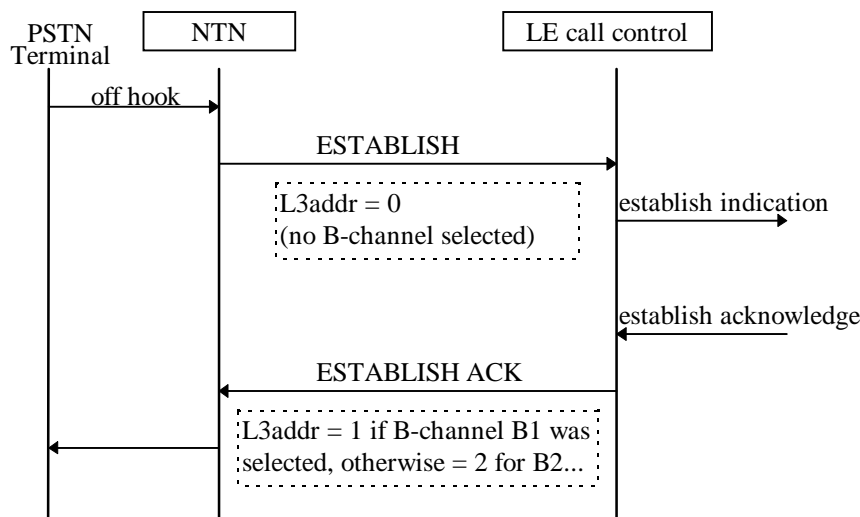 PSTN
Terminal
NTN
LE call control
off hook
ESTABLISH
L3addr = 0
(no B-channel selected)
establish indication
establish acknowledge
ESTABLISH ACK
L3addr = 1 if B-channel B1 was
selected, otherwise = 2 for B2...